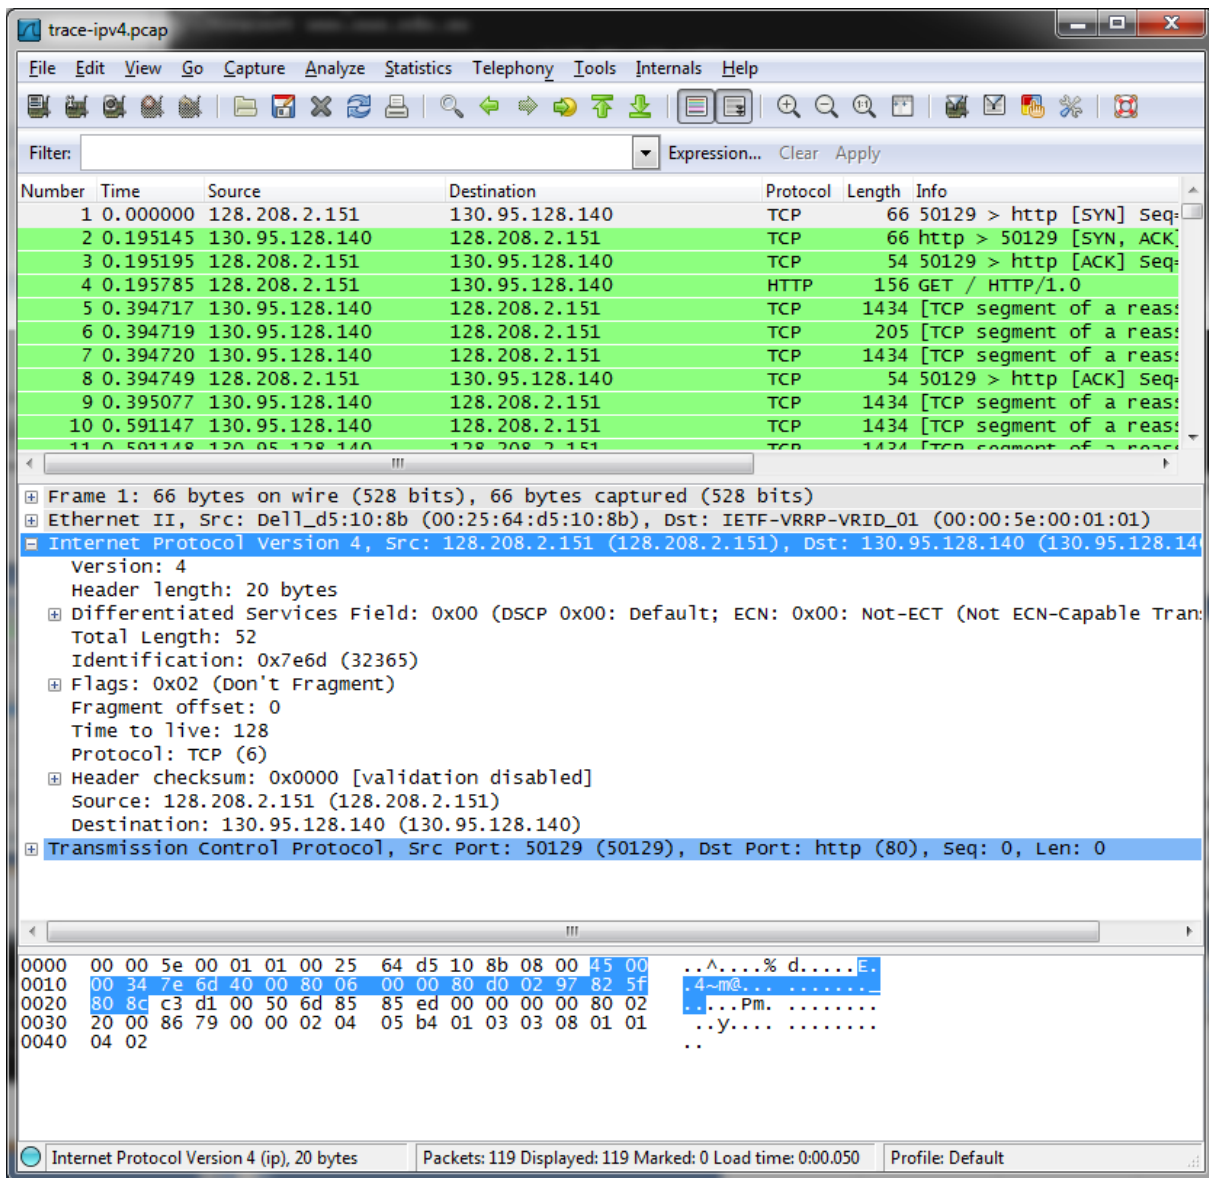 trace-ipv4.pcap
File Edit View Go Capture Analyze Statistics Telephony Tools Internals Help
Filter: Expression... Clear Apply
Number Time Source Destination Protocol Length Info
1 0.000000 128.208.2.151 130.95.128.140 TCP 66 50129 > http [SYN] Seq=
2 0.195145 130.95.128.140 128.208.2.151 TCP 66 http > 50129 [SYN, ACK]
3 0.195195 128.208.2.151 130.95.128.140 TCP 54 50129 > http [ACK] Seq=
4 0.195785 128.208.2.151 130.95.128.140 HTTP 156 GET / HTTP/1.0
5 0.394717 130.95.128.140 128.208.2.151 TCP 1434 [TCP segment of a reas
6 0.394719 130.95.128.140 128.208.2.151 TCP 205 [TCP segment of a reas
7 0.394720 130.95.128.140 128.208.2.151 TCP 1434 [TCP segment of a reas
8 0.394749 128.208.2.151 130.95.128.140 TCP 54 50129 > http [ACK] Seq=
9 0.395077 130.95.128.140 128.208.2.151 TCP 1434 [TCP segment of a reas
10 0.591147 130.95.128.140 128.208.2.151 TCP 1434 [TCP segment of a reas
11 0.591148 130.95.128.140 128.208.2.151 TCP 1434 [TCP segment of a reas
Frame 1: 66 bytes on wire (528 bits), 66 bytes captured (528 bits)
Ethernet II, Src: Dell_d5:10:8b (00:25:64:d5:10:8b), Dst: IETF-VRRP-VRID_01 (00:00:5e:00:01:01)
Internet Protocol Version 4, Src: 128.208.2.151 (128.208.2.151), Dst: 130.95.128.140 (130.95.128.14
Version: 4
Header length: 20 bytes
Differentiated Services Field: 0x00 (DSCP 0x00: Default; ECN: 0x00: Not-ECT (Not ECN-Capable Tran
Total Length: 52
Identification: 0x7e6d (32365)
Flags: 0x02 (Don't Fragment)
Fragment offset: 0
Time to live: 128
Protocol: TCP (6)
Header checksum: 0x0000 [validation disabled]
Source: 128.208.2.151 (128.208.2.151)
Destination: 130.95.128.140 (130.95.128.140)
Transmission Control Protocol, Src Port: 50129 (50129), Dst Port: http (80), Seq: 0, Len: 0
0000 00 00 5e 00 01 01 00 25 64 d5 10 8b 08 00 45 00 ..^....% d.....E.
0010 00 34 7e 6d 40 00 80 06 00 00 80 d0 02 97 82 5f .4~m@... ......._
0020 80 8c c3 d1 00 50 6d 85 85 ed 00 00 00 00 80 02 .....Pm. ........
0030 20 00 86 79 00 00 02 04 05 b4 01 03 03 08 01 01 ..y.... ........
0040 04 02 ..
Internet Protocol Version 4 (ip), 20 bytes Packets: 119 Displayed: 119 Marked: 0 Load time: 0:00.050 Profile: Default